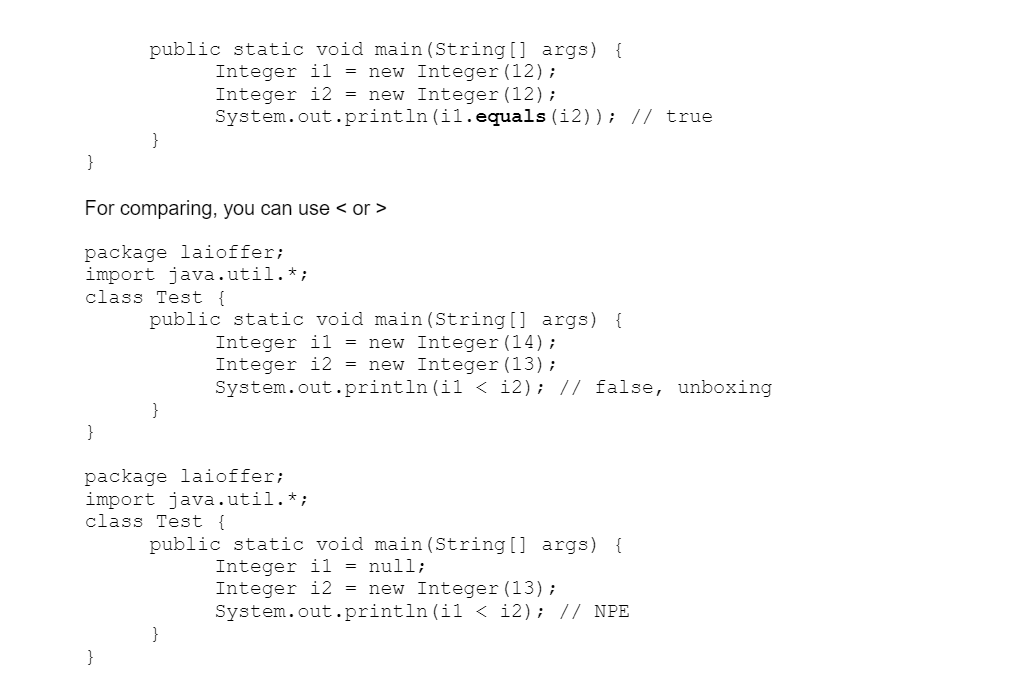 public static void main(String[] args) {
Integer i1 = new Integer(12);
Integer i2 = new Integer(12);
System.out.println(i1.equals(i2)); // true
}
}
For comparing, you can use < or >
package laioffer;
import java.util.*;
class Test {
public static void main(String[] args) {
Integer i1 = new Integer(14);
Integer i2 = new Integer(13);
System.out.println(i1 < i2); // false, unboxing
}
}
package laioffer;
import java.util.*;
class Test {
public static void main(String[] args) {
Integer i1 = null;
Integer i2 = new Integer(13);
System.out.println(i1 < i2); // NPE
}
}